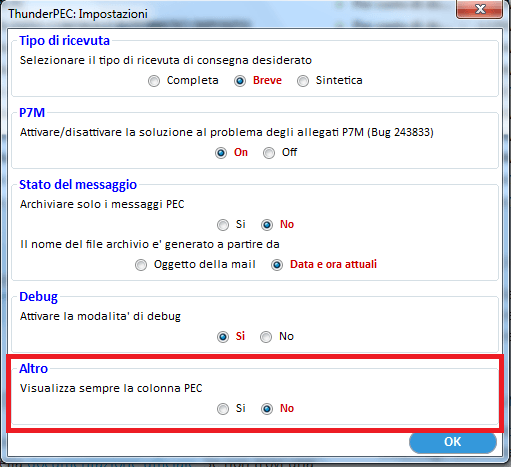 ThunderPEC: Impostazioni
Tipo di ricevuta
Selezionare il tipo di ricevuta di consegna desiderato
Completa Breve Sintetica
P7M
Attivare/disattivare la soluzione al problema degli allegati P7M (Bug 243833)
On Off
Stato del messaggio
Archiviare solo i messaggi PEC
Si No
Il nome del file archivio e' generato a partire da
Oggetto della mail Data e ora attuali
Debug
Attivare la modalita' di debug
Si No
Altro
Visualizza sempre la colonna PEC
Si No
OK